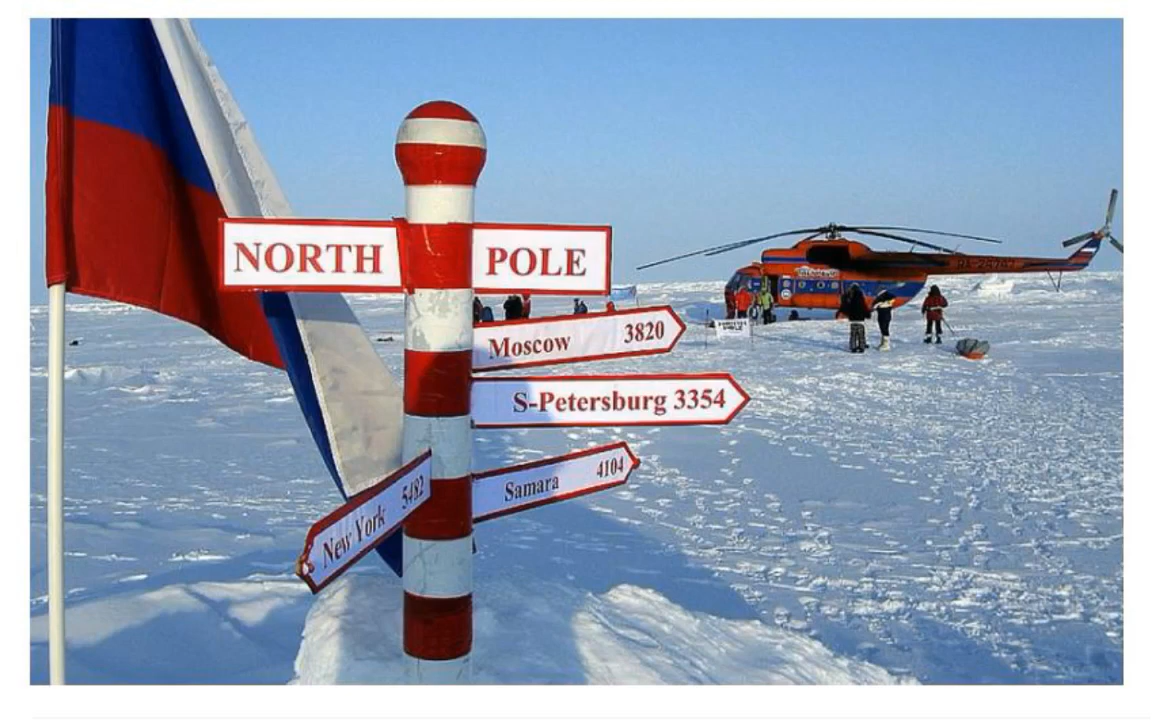 NORTH POLE
Moscow 3820
S-Petersburg 3354
Samara 4104
New York 5482